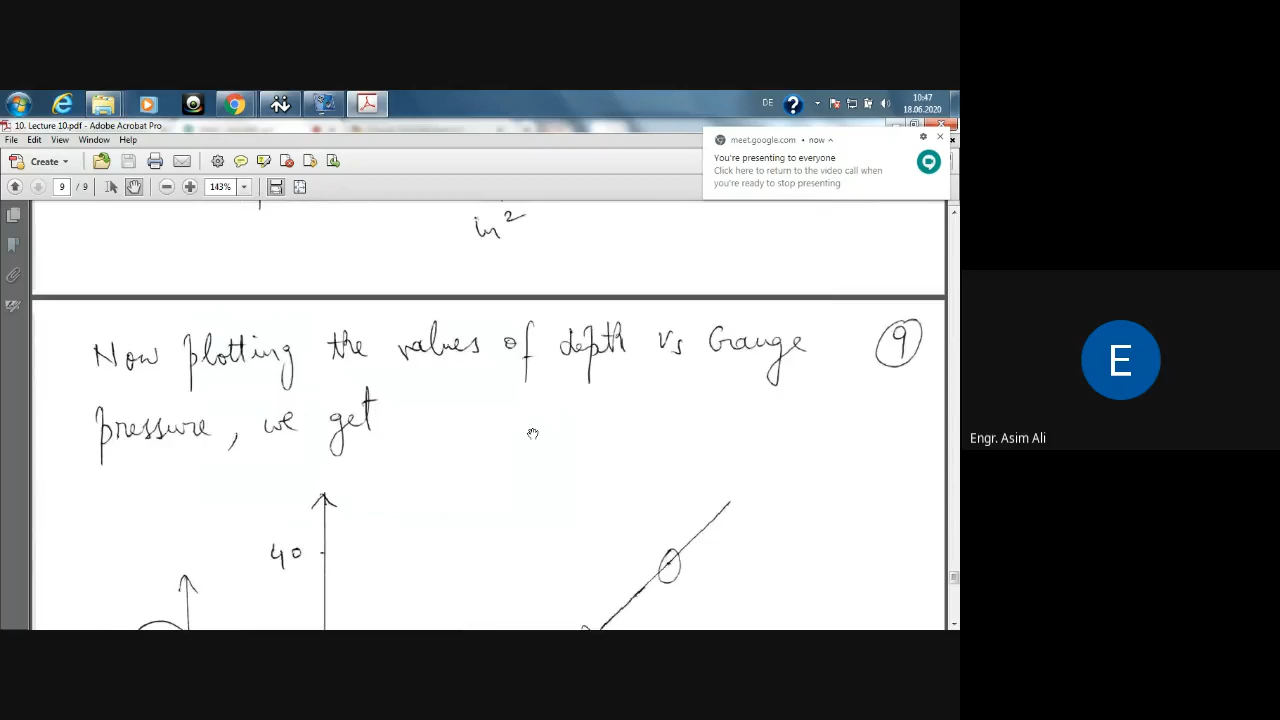 DE
10:47
18.06.2020
10. Lecture 10.pdf - Adobe Acrobat Pro
File Edit View Window Help
Create
9 / 9
143%
meet.google.com • now
You're presenting to everyone
Click here to return to the video call when
you're ready to stop presenting
in²
Now plotting the values of depth vs Gauge
9
pressure, we get
40
E
Engr. Asim Ali